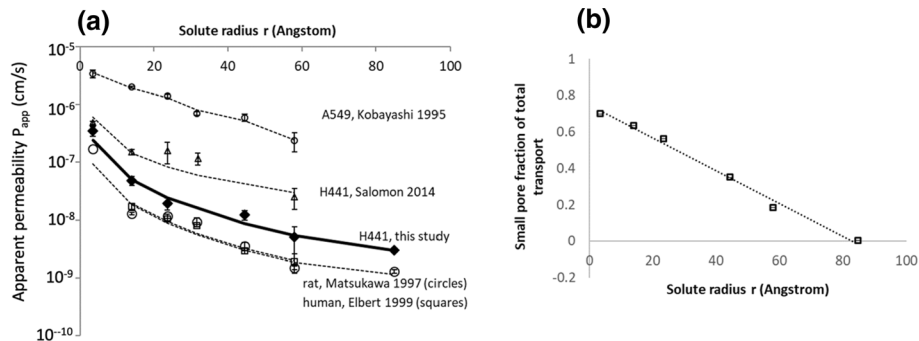 (a)
Solute radius r (Angstom)
10-5
0 20 40 60 80 100
10-6
10-7
10-8
10-9
10-10
Apparent permeability Papp (cm/s)
A549, Kobayashi 1995
H441, Salomon 2014
H441, this study
rat, Matsukawa 1997 (circles)
human, Elbert 1999 (squares)
(b)
1
0.8
0.6
0.4
0.2
0
-0.2
0 20 40 60 80 100
Small pore fraction of total
transport
Solute radius r (Angstrom)